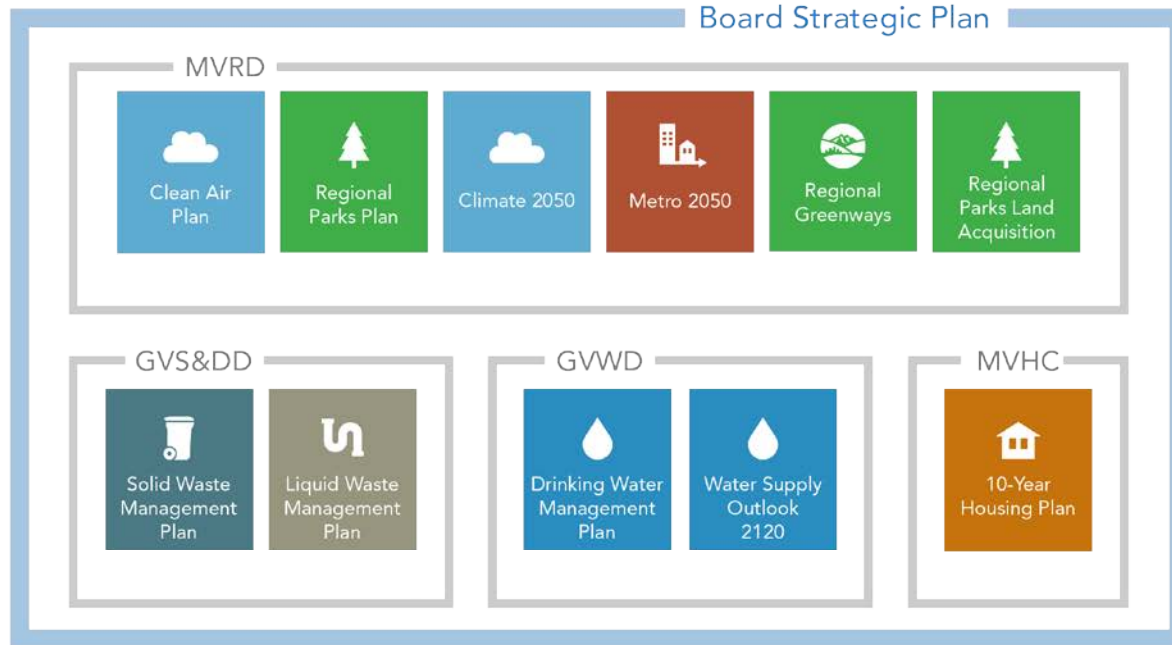 Board Strategic Plan
MVRD
Clean Air
Plan
Regional
Parks Plan
Climate 2050
Metro 2050
Regional
Greenways
Regional
Parks Land
Acquisition
GVS&DD
Solid Waste
Management
Plan
Liquid Waste
Management
Plan
GVWD
Drinking Water
Management
Plan
Water Supply
Outlook
2120
MVHC
10-Year
Housing Plan